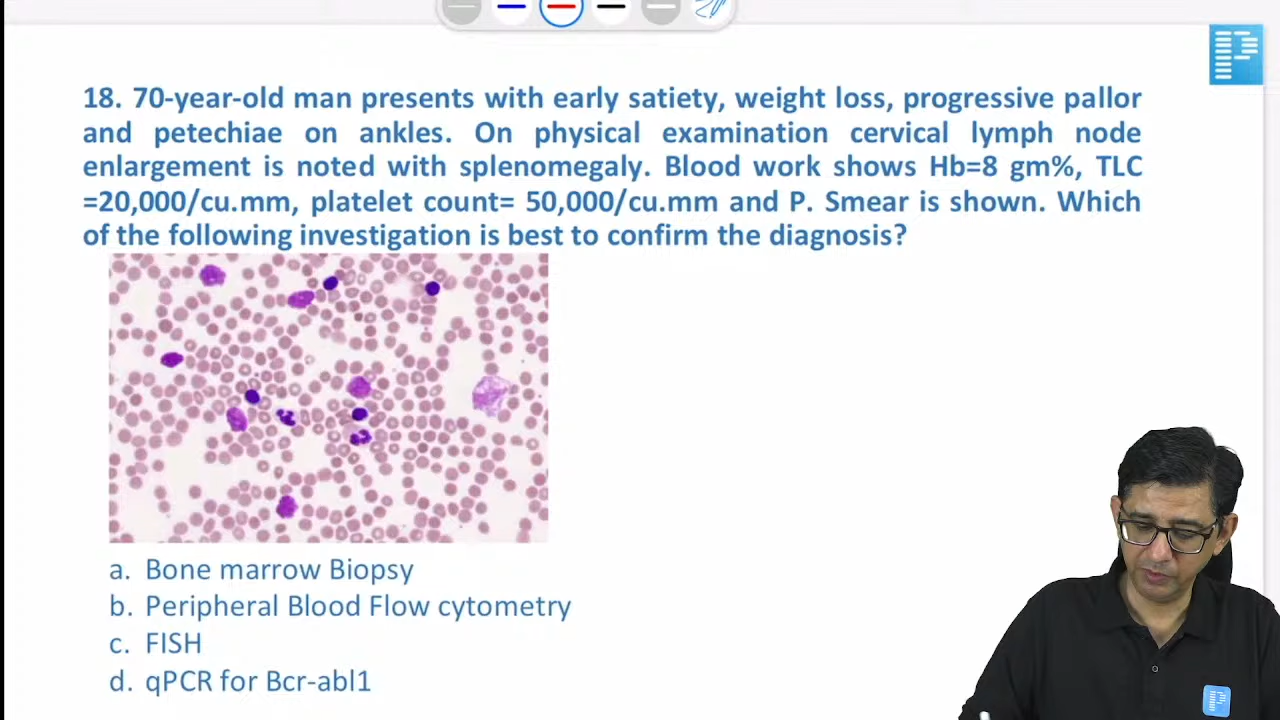 18. 70-year-old man presents with early satiety, weight loss, progressive pallor
and petechiae on ankles. On physical examination cervical lymph node
enlargement is noted with splenomegaly. Blood work shows Hb=8 gm%, TLC
=20,000/cu.mm, platelet count= 50,000/cu.mm and P. Smear is shown. Which
of the following investigation is best to confirm the diagnosis?
a. Bone marrow Biopsy
b. Peripheral Blood Flow cytometry
c. FISH
d. qPCR for Bcr-abl1